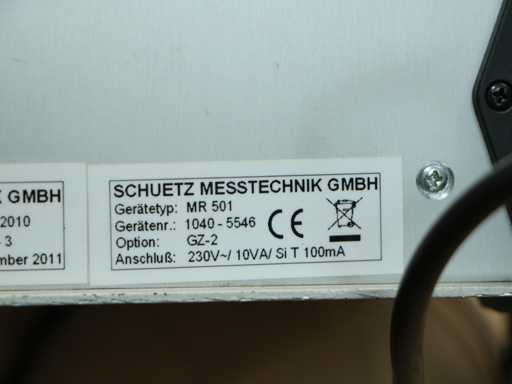 GMBH
2010
3
mber 2011
SCHUETZ MESSTECHNIK GMBH
Gerätetyp: MR 501
Gerätenr.: 1040 - 5546
Option: GZ-2
Anschluß: 230V~/ 10VA/ Si T 100mA
CE